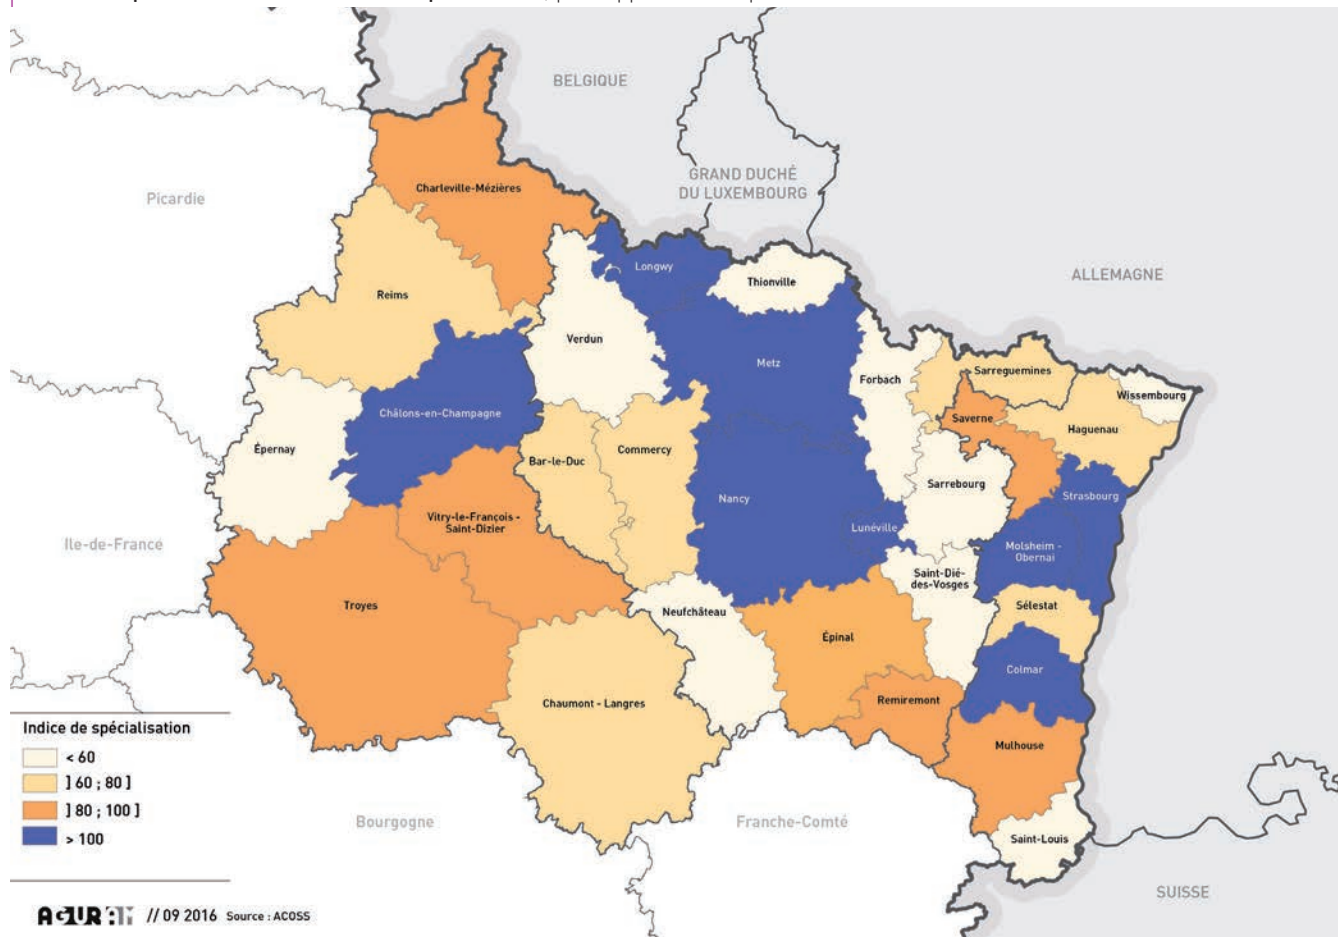 BELGIQUE
GRAND DUCHÉ
DU LUXEMBOURG
Picardie
Charleville-Mézières
ALLEMAGNE
Longwy
Thionville
Reims
Verdun
Metz
Forbach
Sarreguemines
Wissembourg
Châlons-en-Champagne
Saverne
Haguenau
Épernay
Bar-le-Duc
Commercy
Sarrebourg
Nancy
Strasbourg
Vitry-le-François -
Saint-Dizier
Lunéville
Ile-de-France
Molsheim -
Obernai
Saint-Dié-
des-Vosges
Troyes
Neufchâteau
Sélestat
Épinal
Colmar
Chaumont - Langres
Remiremont
Mulhouse
Indice de spécialisation
< 60
] 60 ; 80 ]
] 80 ; 100 ]
> 100
Bourgogne
Franche-Comté
Saint-Louis
SUISSE
// 09 2016 Source : ACOSS